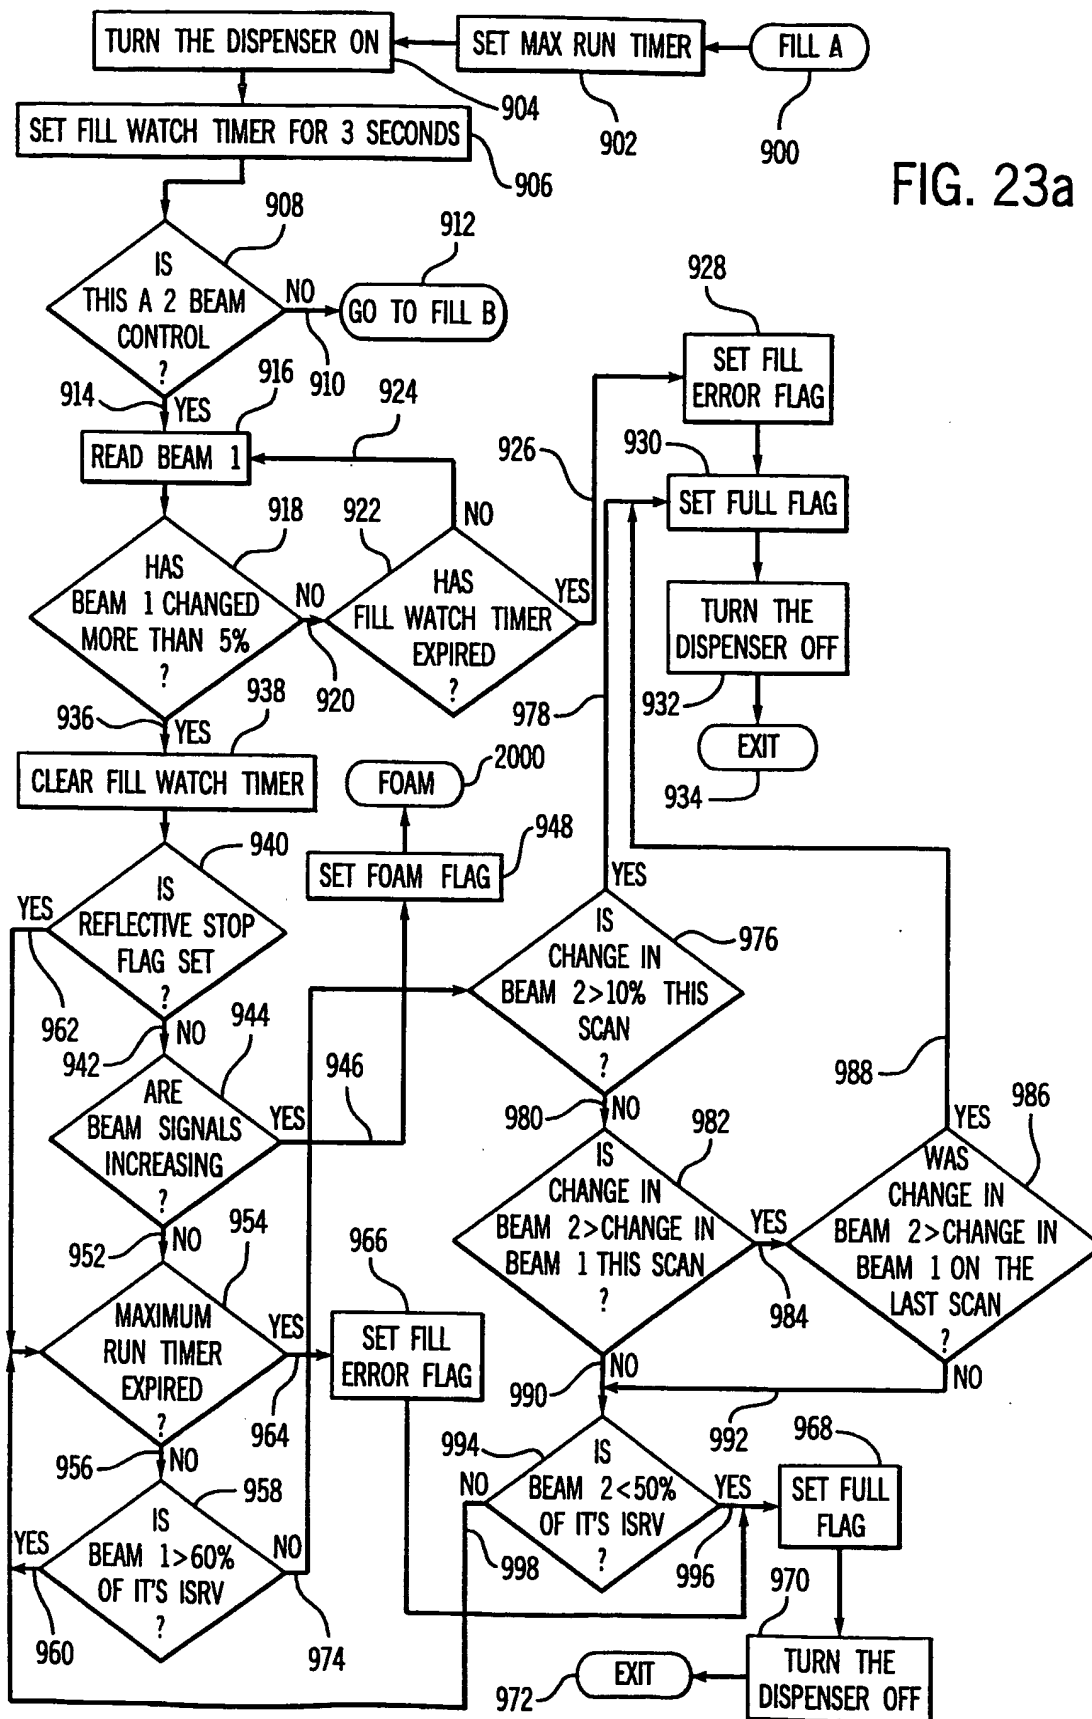 TURN THE DISPENSER ON
SET MAX RUN TIMER
FILL A
904
902
900
SET FILL WATCH TIMER FOR 3 SECONDS
906
FIG. 23a
908
IS
THIS A 2 BEAM
CONTROL
?
NO
910
912
GO TO FILL B
914
YES
916
READ BEAM 1
924
918
HAS
BEAM 1 CHANGED
MORE THAN 5%
?
NO
920
922
NO
HAS
FILL WATCH TIMER
EXPIRED
?
YES
926
928
SET FILL
ERROR FLAG
930
SET FULL FLAG
TURN THE
DISPENSER OFF
932
EXIT
934
936
YES
938
CLEAR FILL WATCH TIMER
FOAM
2000
SET FOAM FLAG
948
940
YES
IS
REFLECTIVE STOP
FLAG SET
?
962
942
NO
944
ARE
BEAM SIGNALS
INCREASING
?
YES
946
952
NO
954
MAXIMUM
RUN TIMER
EXPIRED
?
YES
964
966
SET FILL
ERROR FLAG
956
NO
958
YES
IS
BEAM 1>60%
OF IT'S ISRV
?
NO
960
974
978
YES
IS
CHANGE IN
BEAM 2>10% THIS
SCAN
?
976
980
NO
982
IS
CHANGE IN
BEAM 2>CHANGE IN
BEAM 1 THIS SCAN
?
YES
984
988
YES
986
WAS
CHANGE IN
BEAM 2>CHANGE IN
BEAM 1 ON THE
LAST SCAN
?
NO
990
NO
992
994
NO
IS
BEAM 2<50%
OF IT'S ISRV
?
YES
996
998
968
SET FULL
FLAG
970
TURN THE
DISPENSER OFF
EXIT
972